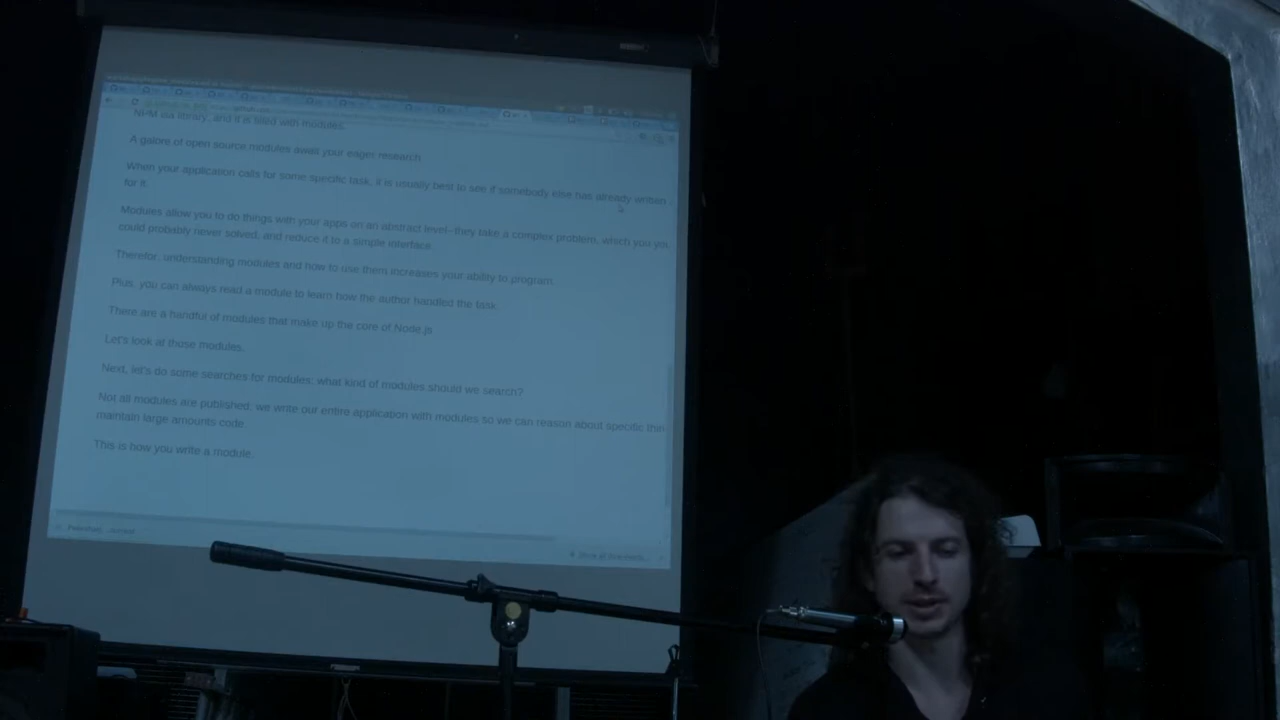 NPM via library, and it is filled with modules.
A galore of open source modules await your eager research.
When your application calls for some specific task, it is usually best to see if somebody else has already written
for it.
Modules allow you to do things with your apps on an abstract level--they take a complex problem, which you you
could probably never solved, and reduce it to a simple interface.
Therefor, understanding modules and how to use them increases your ability to program.
Plus, you can always read a module to learn how the author handled the task.
There are a handful of modules that make up the core of Node.js
Let's look at those modules.
Next, let's do some searches for modules: what kind of modules should we search?
Not all modules are published: we write our entire application with modules so we can reason about specific thin
maintain large amounts code.
This is how you write a module.